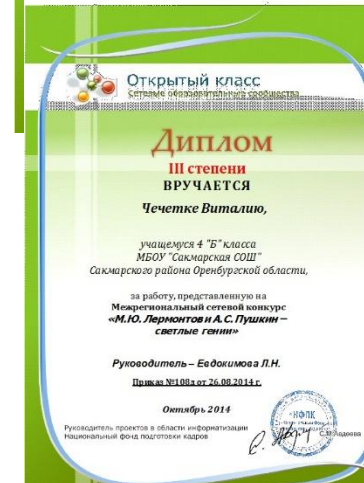 Открытый класс
Сетевые образовательные сообщества
Диплом
III степени
ВРУЧАЕТСЯ
Чечетке Виталию,
учащемуся 4 "Б" класса
МБОУ "Сакмарская СОШ"
Сакмарского района Оренбургской области,
за работу, представленную на
Межрегиональный сетевой конкурс
«М.Ю. Лермонтов и А.С. Пушкин –
светлые гении»
Руководитель – Евдокимова Л.Н.
Приказ №108д от 26.08.2014 г.
Октябрь 2014
Руководитель проектов в области информатизации
Национальный фонд подготовки кадров
НФПК
Авдеева